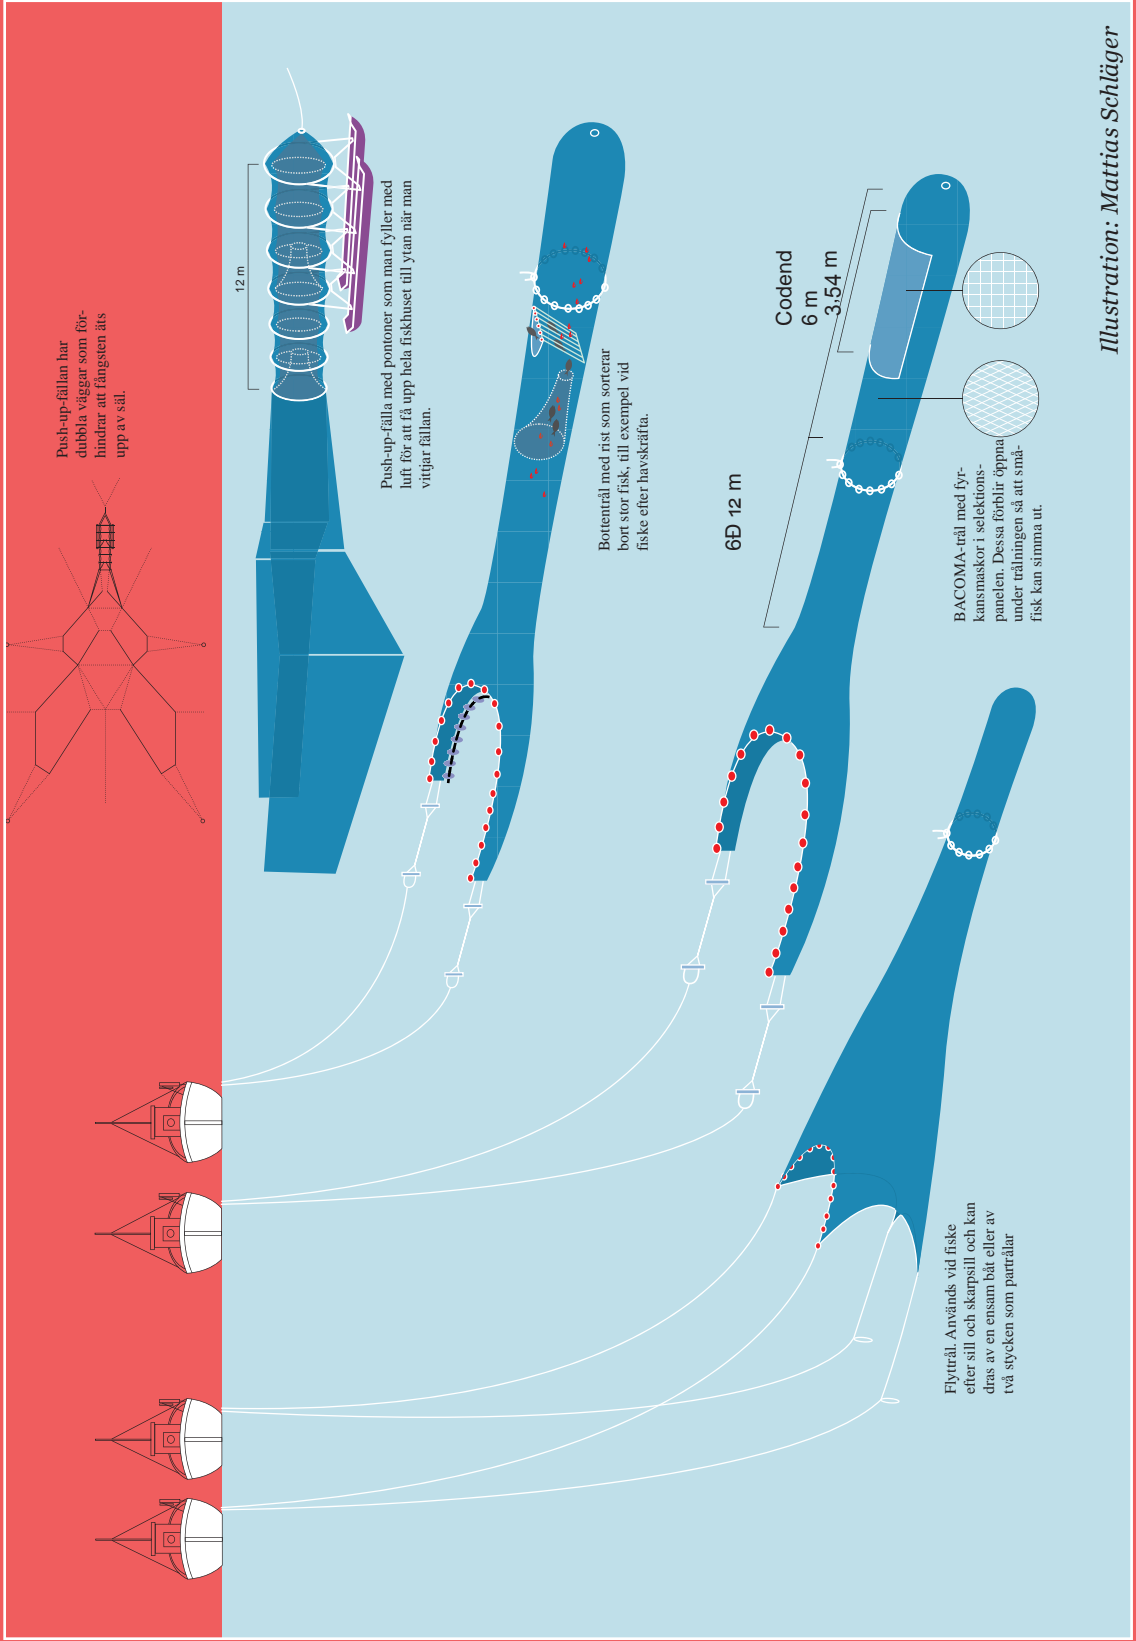 Push-up-fällan har
dubbla väggar som för-
hindrar att fångsten äts
upp av säl.
12 m
Push-up-fälla med pontoner som man fyller med
luft för att få upp hela fiskhuset till ytan när man
vittjar fällan.
Bottentrål med rist som sorterar
bort stor fisk, till exempel vid
fiske efter havskräfta.
6Ð 12 m
Codend
6 m
3,54 m
BACOMA-trål med fyr-
kansmaskor i selektions-
panelen. Dessa förblir öppna
under trålningen så att små-
fisk kan simma ut.
Flyttrål. Används vid fiske
efter sill och skarpsill och kan
dras av en ensam båt eller av
två stycken som partrålar
Illustration: Mattias Schläger